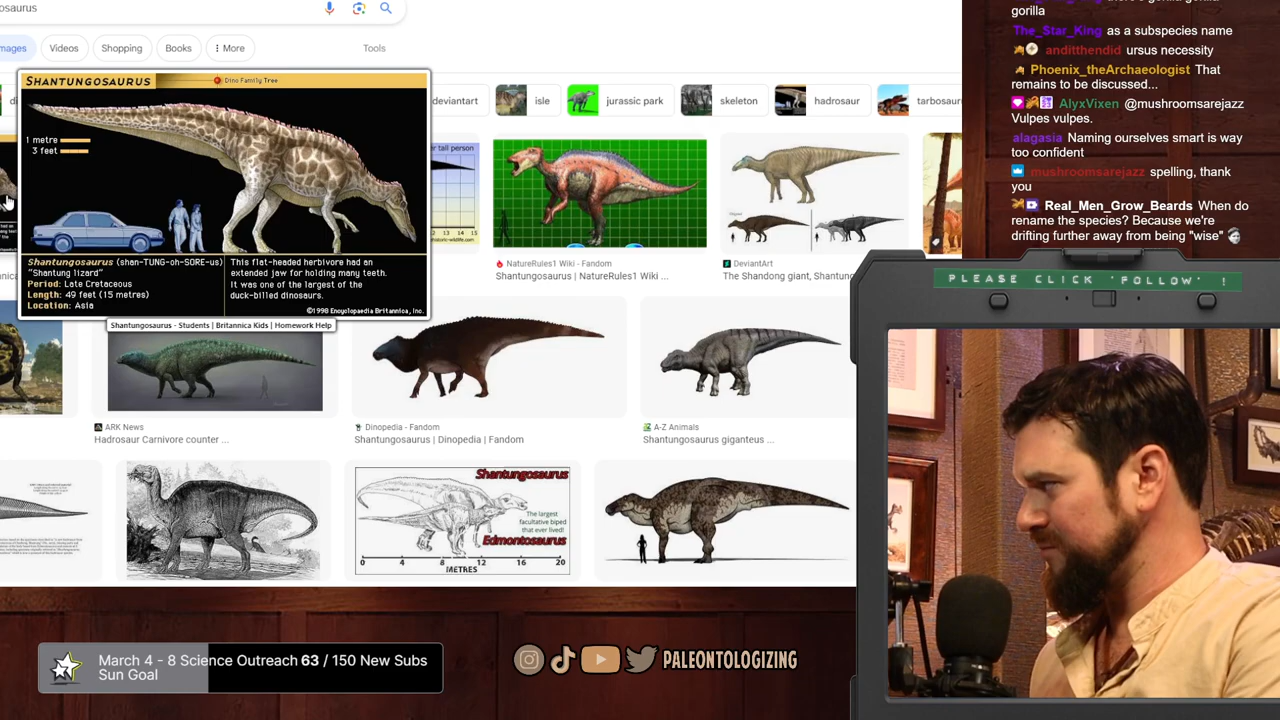 osaurus
mages
Videos
Shopping
Books
More
Tools
SHANTUNGOSAURUS
Dino Family Tree
1 metre
3 feet
Shantungosaurus (shan-TUNG-oh-SORE-us)
"Shantung lizard"
Period: Late Cretaceous
Length: 49 feet (15 metres)
Location: Asia
This flat-headed herbivore had an
extended jaw for holding many teeth.
It was one of the largest of the
duck-billed dinosaurs.
©1998 Encyclopaedia Britannica, Inc.
Shantungosaurus - Students | Britannica Kids | Homework Help
deviantart
isle
jurassic park
skeleton
hadrosaur
tarbosaur
er tall person
NatureRules1 Wiki - Fandom
Shantungosaurus | NatureRules1 Wiki ...
DeviantArt
The Shandong giant, Shantung
ARK News
Hadrosaur Carnivore counter ...
Dinopedia - Fandom
Shantungosaurus | Dinopedia | Fandom
A-Z Animals
Shantungosaurus giganteus ...
Shantungosaurus
The largest
facultative biped
that ever lived!
Edmontosaurus
0 4 8 12 16 20
METRES
gorilla
The_Star_King as a subspecies name
anditthendid ursus necessity
Phoenix_theArchaeologist That
remains to be discussed...
AlyxVixen @mushroomsarejazz
Vulpes vulpes.
alagasia Naming ourselves smart is way
too confident
mushroomsarejazz spelling, thank
you
Real_Men_Grow_Beards When do
rename the species? Because we're
drifting further away from being "wise"
PLEASE CLICK 'FOLLOW' !
March 4 - 8 Science Outreach 63 / 150 New Subs
Sun Goal
PALEONTOLOGIZING